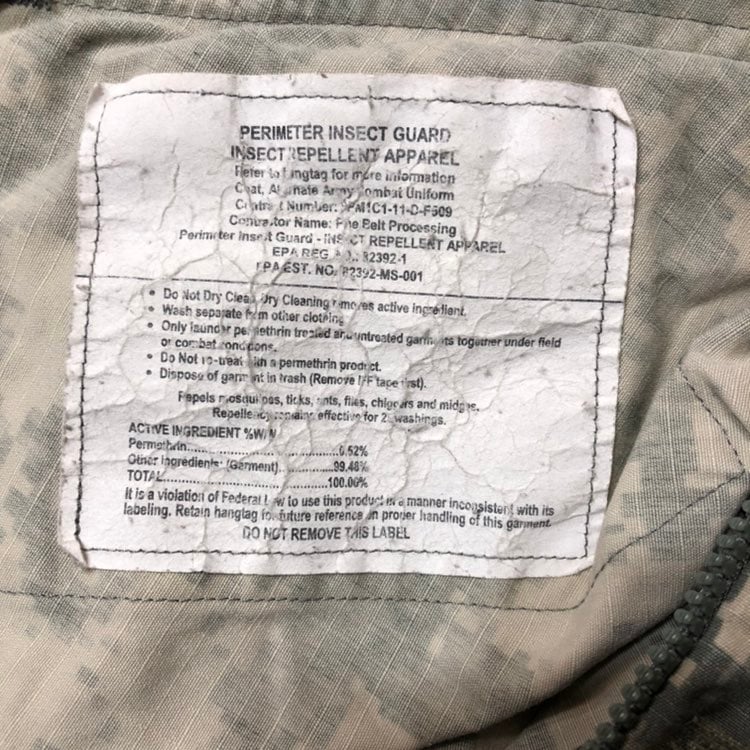 PERIMETER INSECT GUARD
INSECT REPELLENT APPAREL
Refer to for more information
Coat, Army Combat Uniform
Number:
Contractor Name: Belt Processing
Perimeter Insect Guard - INSECT REPELLENT APPAREL
EPA REG 82392-1
EPA EST. NO. 82392-MS-001
• Do Not Dry Clean, Dry Cleaning removes active ingredient.
• Wash separate from other clothing
• Only launder permethrin treated and untreated garments together under field
or combat conditions.
• Do Not re-treat with a permethrin product.
• Dispose of garment in trash (Remove tape first).
Repels mosquitoes, ticks, ants, flies, chiggers and midges.
Repellency remains effective for washings.
ACTIVE INGREDIENT %W/W
Permethrin..................0.52%
Other ingredients: (Garment)..........99.48%
TOTAL..................100.00%
It is a violation of Federal Law to use this product in a manner inconsistent with its
labeling. Retain hangtag for future reference on proper handling of this garment.
DO NOT REMOVE THIS LABEL